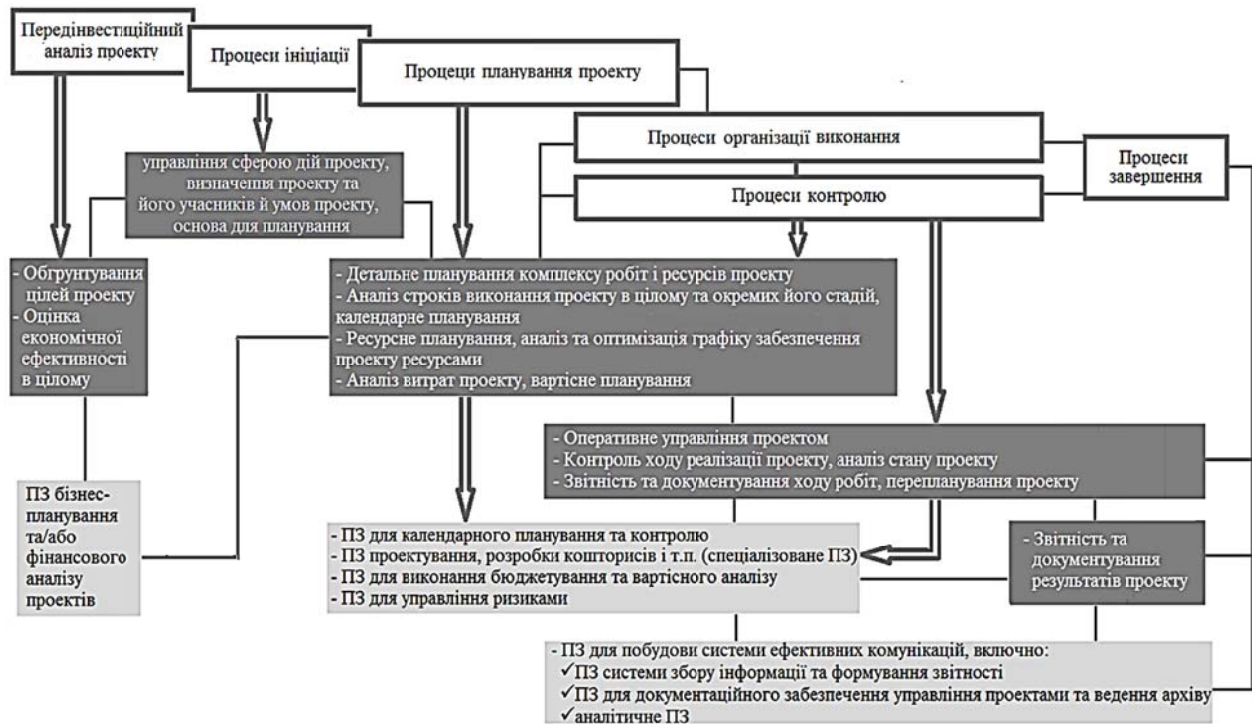 Передінвестиційний
аналіз проекту
Процеси ініціації
Процеци планування проекту
Процеси організації виконання
Процеси
завершення
Процеси контролю
управління сферою дій проекту,
визначення проекту та
його учасників й умов проекту,
основа для планування
- Обгрунтування
цілей проекту
- Оцінка
економічної
ефективності
в цілому
- Детальне планування комплексу робіт і ресурсів проекту
- Аналіз строків виконання проекту в цілому та окремих його стадій,
календарне планування
- Ресурсне планування, аналіз та оптимізація графіку забезпечення
проекту ресурсами
- Аналіз витрат проекту, вартісне планування
- Оперативне управління проектом
- Контроль ходу реалізації проекту, аналіз стану проекту
- Звітність та документування ходу робіт, перепланування проекту
ПЗ бізнес-
планування
та/або
фінансового
аналізу
проектів
- ПЗ для календарного планування та контролю
- ПЗ проектування, розробки кошторисів і т.п. (спеціалізоване ПЗ)
- ПЗ для виконання бюджетування та вартісного аналізу
- ПЗ для управління ризиками
- Звітність та
документування
результатів проекту
- ПЗ для побудови системи ефективних комунікацій, включно:
✓ПЗ системи збору інформації та формування звітності
✓ПЗ для документаційного забезпечення управління проектами та ведення архіву
✓аналітичне ПЗ